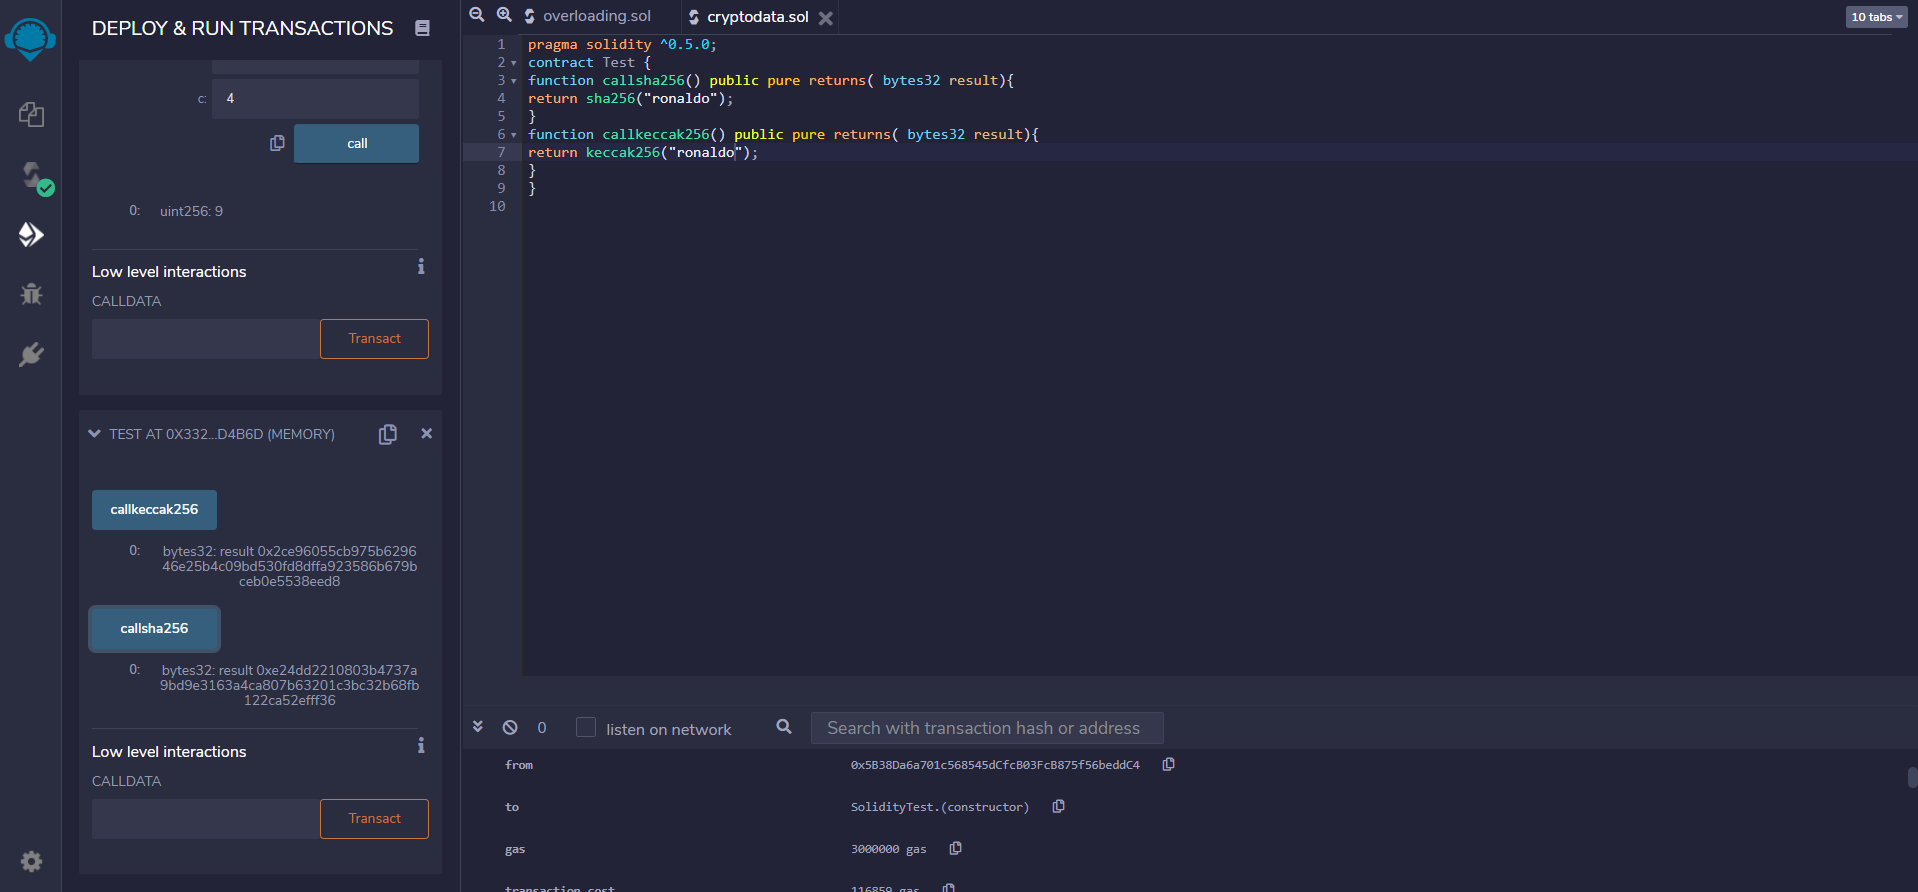 DEPLOY & RUN TRANSACTIONS
c: 4
call
0: uint256: 9
Low level interactions
CALLDATA
Transact
TEST AT 0X332...D4B6D (MEMORY)
callkeccak256
0: bytes32: result 0x2ce96055cb975b6296
46e25b4c09bd530fd8dffa923586b679b
ceb0e5538eed8
callsha256
0: bytes32: result 0xe24dd2210803b4737a
9bd9e3163a4ca807b63201c3bc32b68fb
122ca52efff36
Low level interactions
CALLDATA
Transact
overloading.sol
cryptodata.sol
10 tabs
1 pragma solidity ^0.5.0;
2 contract Test {
3 function callsha256() public pure returns( bytes32 result){
4 return sha256("ronaldo");
5 }
6 function callkeccak256() public pure returns( bytes32 result){
7 return keccak256("ronaldo");
8 }
9 }
10
0 listen on network Search with transaction hash or address
from 0x5B38Da6a701c568545dCfcB03FcB875f56beddC4
to SolidityTest.(constructor)
gas 3000000 gas
transaction cost 116859 gas